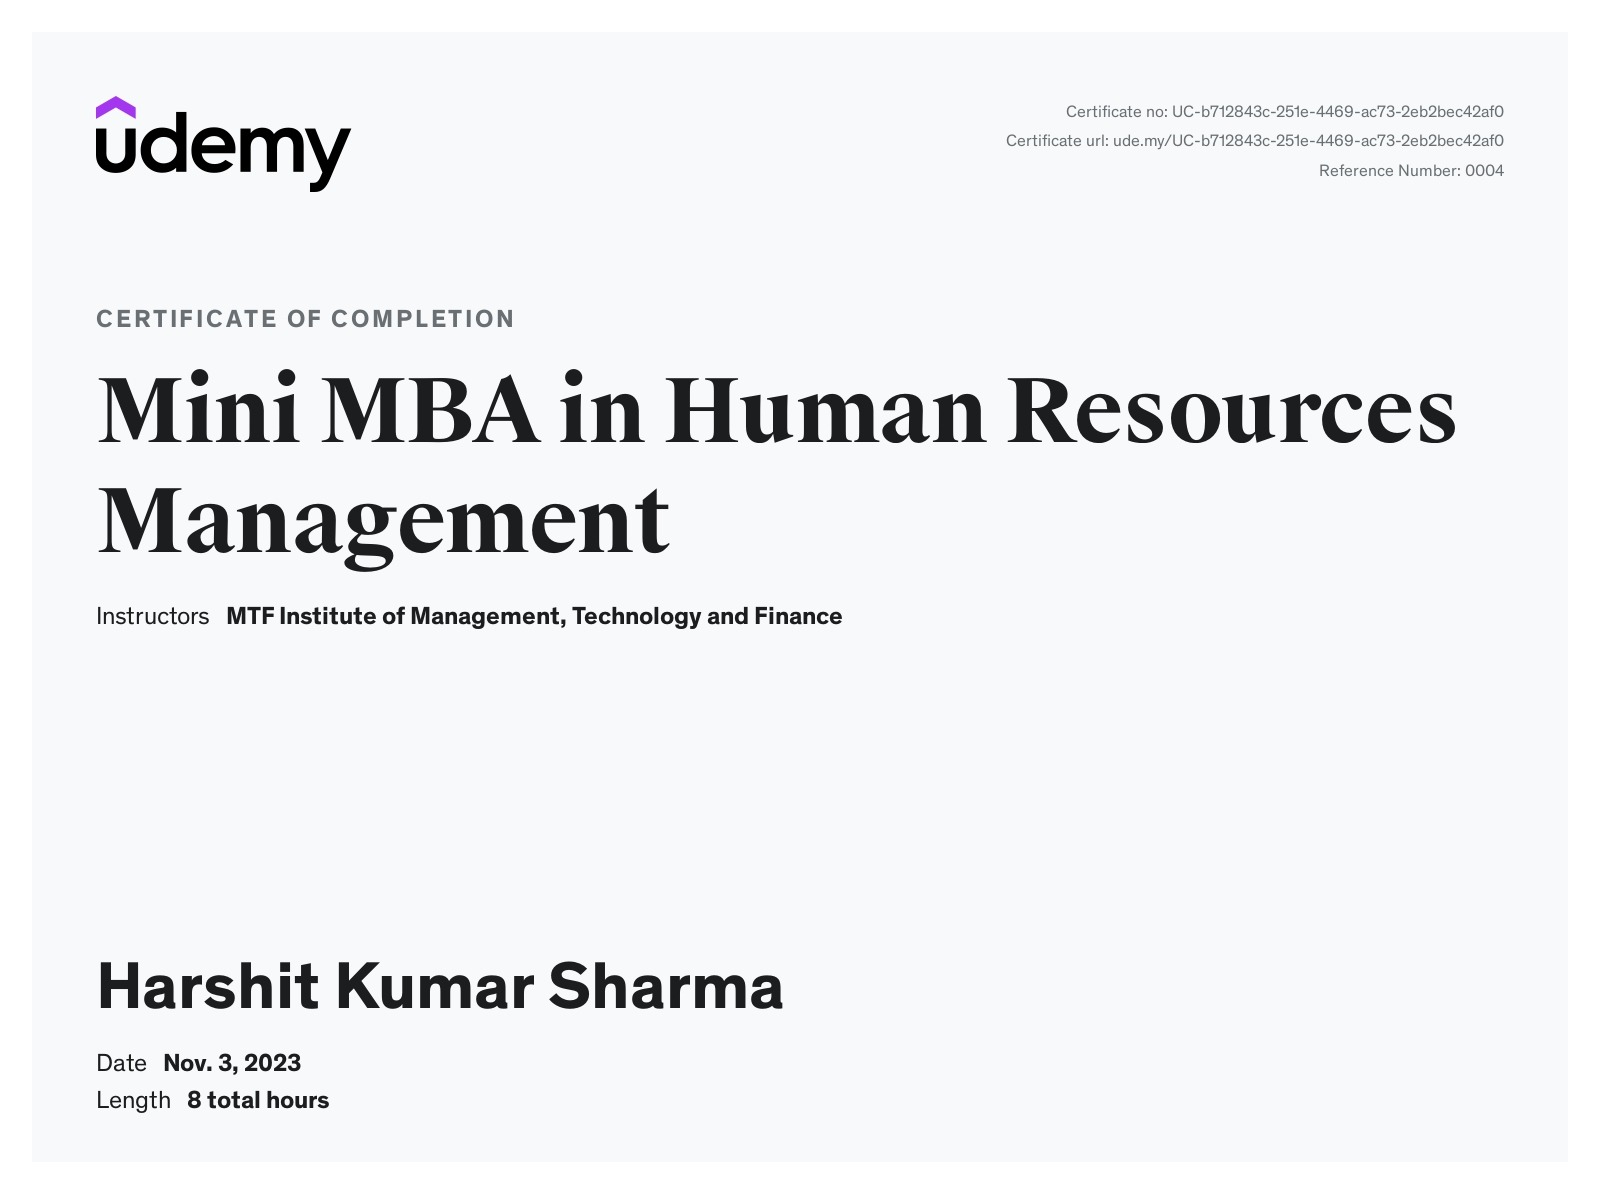 udemy
Certificate no: UC-b712843c-251e-4469-ac73-2eb2bec42af0
Certificate url: ude.my/UC-b712843c-251e-4469-ac73-2eb2bec42af0
Reference Number: 0004
CERTIFICATE OF COMPLETION
Mini MBA in Human Resources
Management
Instructors MTF Institute of Management, Technology and Finance
Harshit Kumar Sharma
Date Nov. 3, 2023
Length 8 total hours